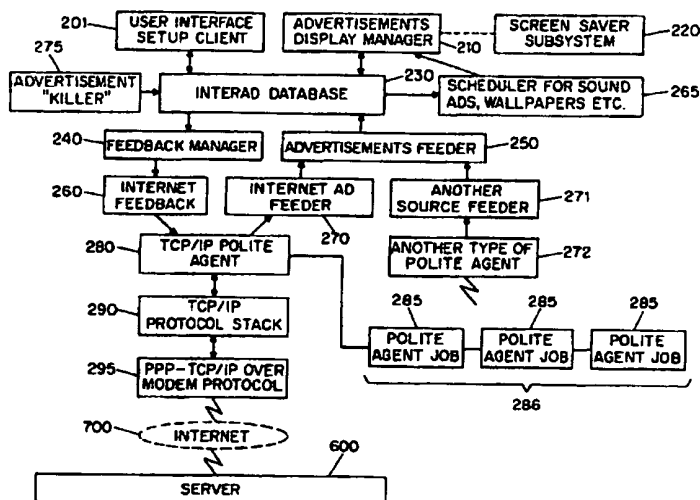 201
USER INTERFACE
SETUP CLIENT
ADVERTISEMENTS
DISPLAY MANAGER
210
SCREEN SAVER
SUBSYSTEM
220
275
ADVERTISEMENT
"KILLER"
INTERAD DATABASE
230
SCHEDULER FOR SOUND
ADS, WALLPAPERS ETC.
265
240
FEEDBACK MANAGER
ADVERTISEMENTS FEEDER
250
260
INTERNET
FEEDBACK
INTERNET AD
FEEDER
270
ANOTHER
SOURCE FEEDER
271
280
TCP/IP POLITE
AGENT
ANOTHER TYPE OF
POLITE AGENT
272
290
TCP/IP
PROTOCOL STACK
285
285
285
POLITE
AGENT JOB
POLITE
AGENT JOB
POLITE
AGENT JOB
286
295
PPP-TCP/IP OVER
MODEM PROTOCOL
700
INTERNET
600
SERVER